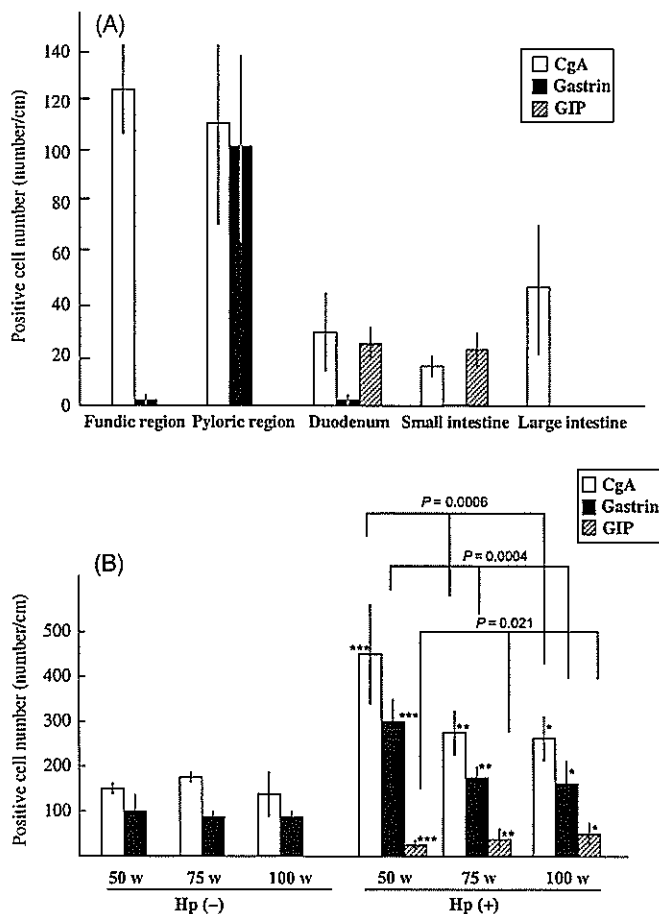 (A)
Positive cell number (number/cm)
140
120
100
80
60
40
20
0
CgA
Gastrin
GIP
Fundic region Pyloric region Duodenum Small intestine Large intestine
(B)
Positive cell number (number/cm)
500
400
300
200
100
CgA
Gastrin
GIP
P = 0.0006
P = 0.0004
P = 0.021
***
***
***
**
**
**
*
*
*
50 w 75 w 100 w 50 w 75 w 100 w
Hp (–) Hp (+)